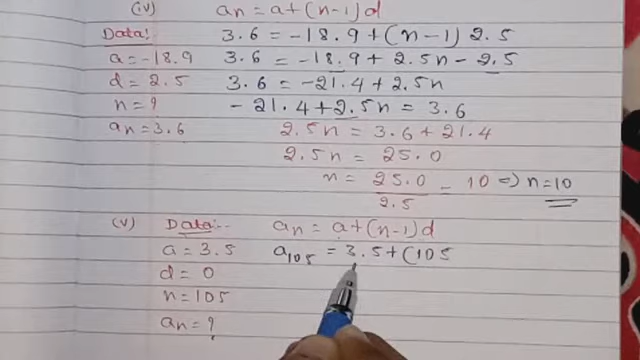 (iv) an = a+(n-1)d
Data:- 3.6 = -18.9+(n-1)2.5
a=-18.9 3.6 = -18.9+2.5n-2.5
d=2.5 3.6 = -21.4+2.5n
n=? -21.4+2.5n = 3.6
an=3.6 2.5n = 3.6+21.4
2.5n = 25.0
n = 25.0/2.5 = 10 => n=10
(v) Data:- an = a+(n-1)d
a=3.5 a105 = 3.5+(105
d=0
n=105
an=?